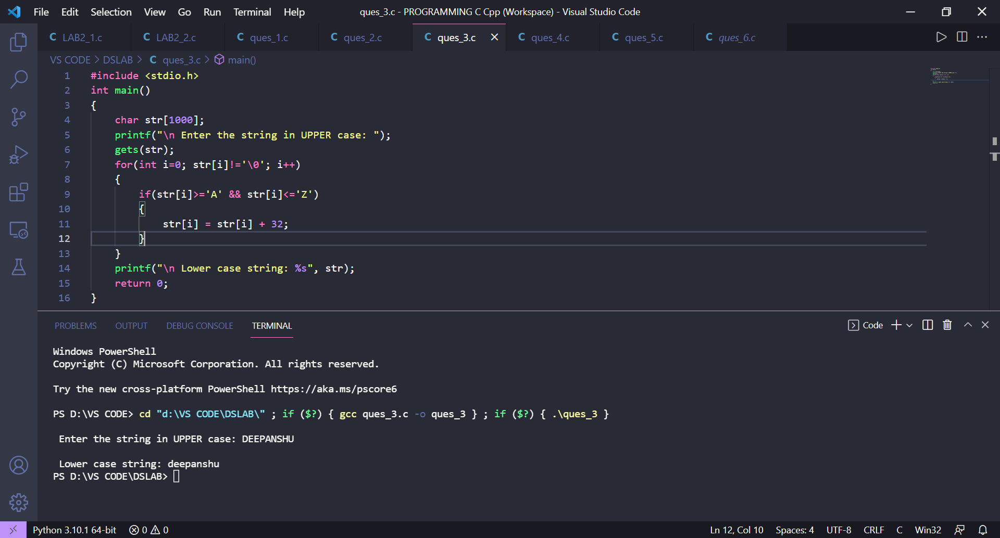 File Edit Selection View Go Run Terminal Help ques_3.c - PROGRAMMING C Cpp (Workspace) - Visual Studio Code
C LAB2_1.c C LAB2_2.c C ques_1.c C ques_2.c C ques_3.c C ques_4.c C ques_5.c C ques_6.c
VS CODE > DSLAB > C ques_3.c > main()
1 #include <stdio.h>
2 int main()
3 {
4     char str[1000];
5     printf("\n Enter the string in UPPER case: ");
6     gets(str);
7     for(int i=0; str[i]!='\0'; i++)
8     {
9         if(str[i]>='A' && str[i]<='Z')
10         {
11             str[i] = str[i] + 32;
12         }
13     }
14     printf("\n Lower case string: %s", str);
15     return 0;
16 }
PROBLEMS OUTPUT DEBUG CONSOLE TERMINAL Code
Windows PowerShell
Copyright (C) Microsoft Corporation. All rights reserved.
Try the new cross-platform PowerShell https://aka.ms/pscore6
PS D:\VS CODE> cd "d:\VS CODE\DSLAB\" ; if ($?) { gcc ques_3.c -o ques_3 } ; if ($?) { .\ques_3 }
Enter the string in UPPER case: DEEPANSHU
Lower case string: deepanshu
PS D:\VS CODE\DSLAB>
Python 3.10.1 64-bit 0 0 Ln 12, Col 10 Spaces: 4 UTF-8 CRLF C Win32